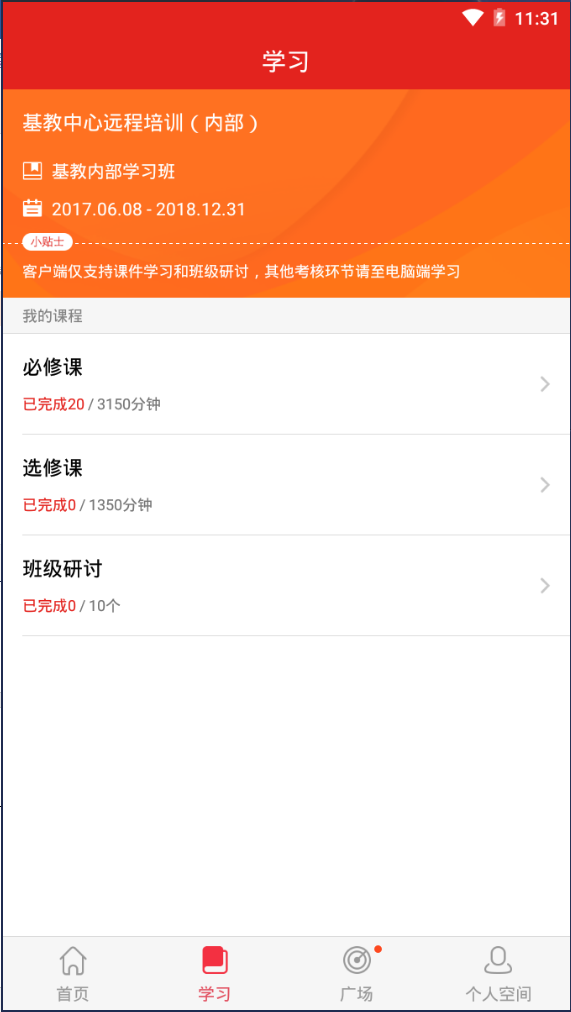 11:31
学习
基教中心远程培训（内部）
基教内部学习班
2017.06.08 - 2018.12.31
小贴士
客户端仅支持课件学习和班级研讨，其他考核环节请至电脑端学习
我的课程
必修课
已完成20 / 3150分钟
选修课
已完成0 / 1350分钟
班级研讨
已完成0 / 10个
首页 学习 广场 个人空间